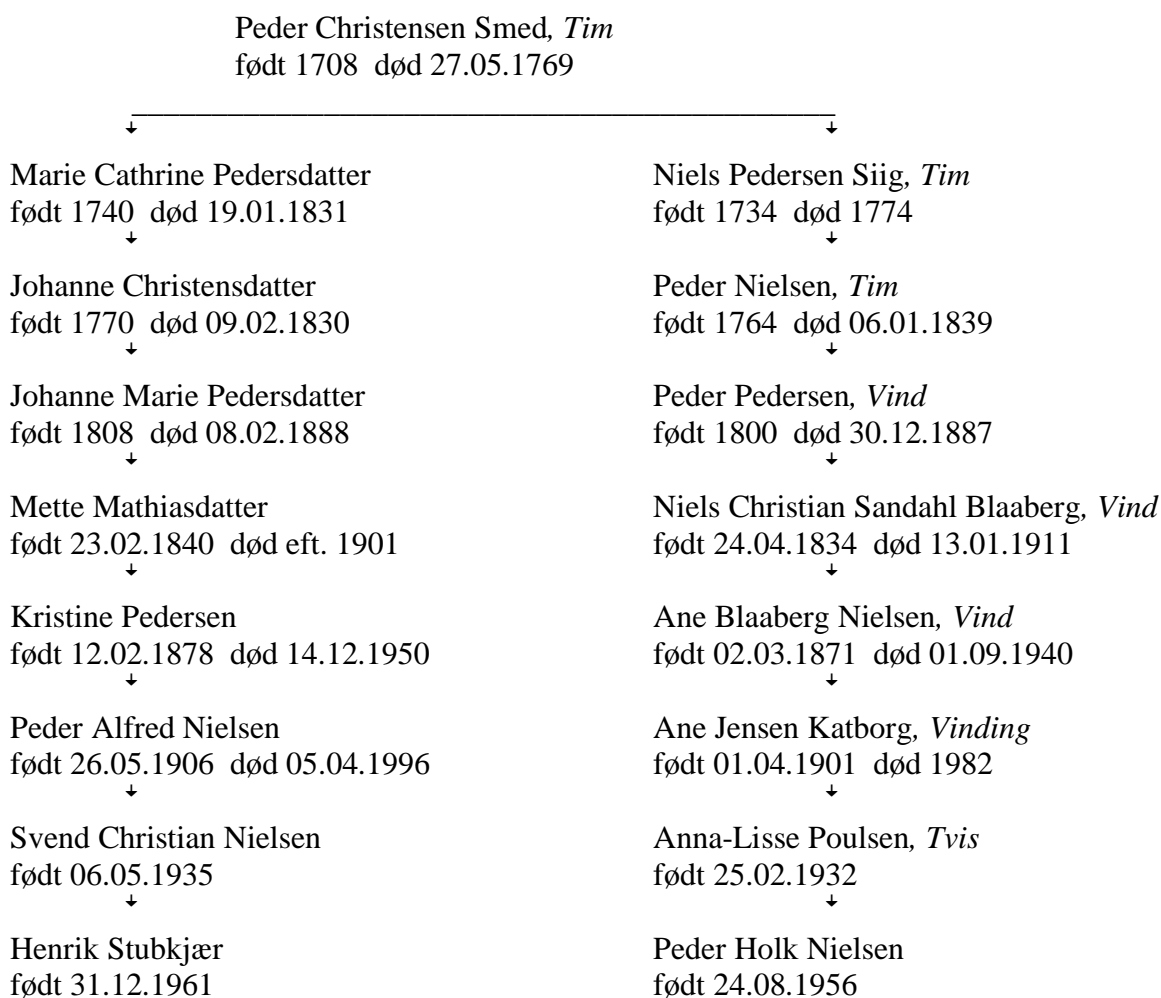 Peder Christensen Smed, Tim
født 1708 død 27.05.1769
Marie Cathrine Pedersdatter
født 1740 død 19.01.1831
Johanne Christensdatter
født 1770 død 09.02.1830
Johanne Marie Pedersdatter
født 1808 død 08.02.1888
Mette Mathiasdatter
født 23.02.1840 død eft. 1901
Kristine Pedersen
født 12.02.1878 død 14.12.1950
Peder Alfred Nielsen
født 26.05.1906 død 05.04.1996
Svend Christian Nielsen
født 06.05.1935
Henrik Stubkjær
født 31.12.1961
Niels Pedersen Siig, Tim
født 1734 død 1774
Peder Nielsen, Tim
født 1764 død 06.01.1839
Peder Pedersen, Vind
født 1800 død 30.12.1887
Niels Christian Sandahl Blaaberg, Vind
født 24.04.1834 død 13.01.1911
Ane Blaaberg Nielsen, Vind
født 02.03.1871 død 01.09.1940
Ane Jensen Katborg, Vinding
født 01.04.1901 død 1982
Anna-Lisse Poulsen, Tvis
født 25.02.1932
Peder Holk Nielsen
født 24.08.1956